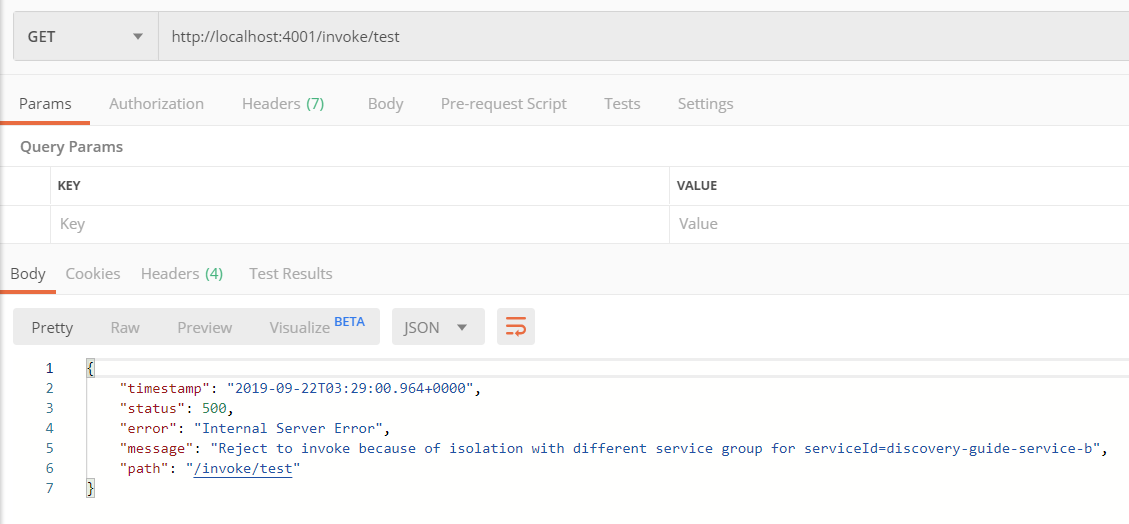 GET http://localhost:4001/invoke/test
Params Authorization Headers (7) Body Pre-request Script Tests Settings
Query Params
KEY VALUE
Key Value
Body Cookies Headers (4) Test Results
Pretty Raw Preview Visualize BETA JSON
1 {
2 "timestamp": "2019-09-22T03:29:00.964+0000",
3 "status": 500,
4 "error": "Internal Server Error",
5 "message": "Reject to invoke because of isolation with different service group for serviceId=discovery-guide-service-b",
6 "path": "/invoke/test"
7 }